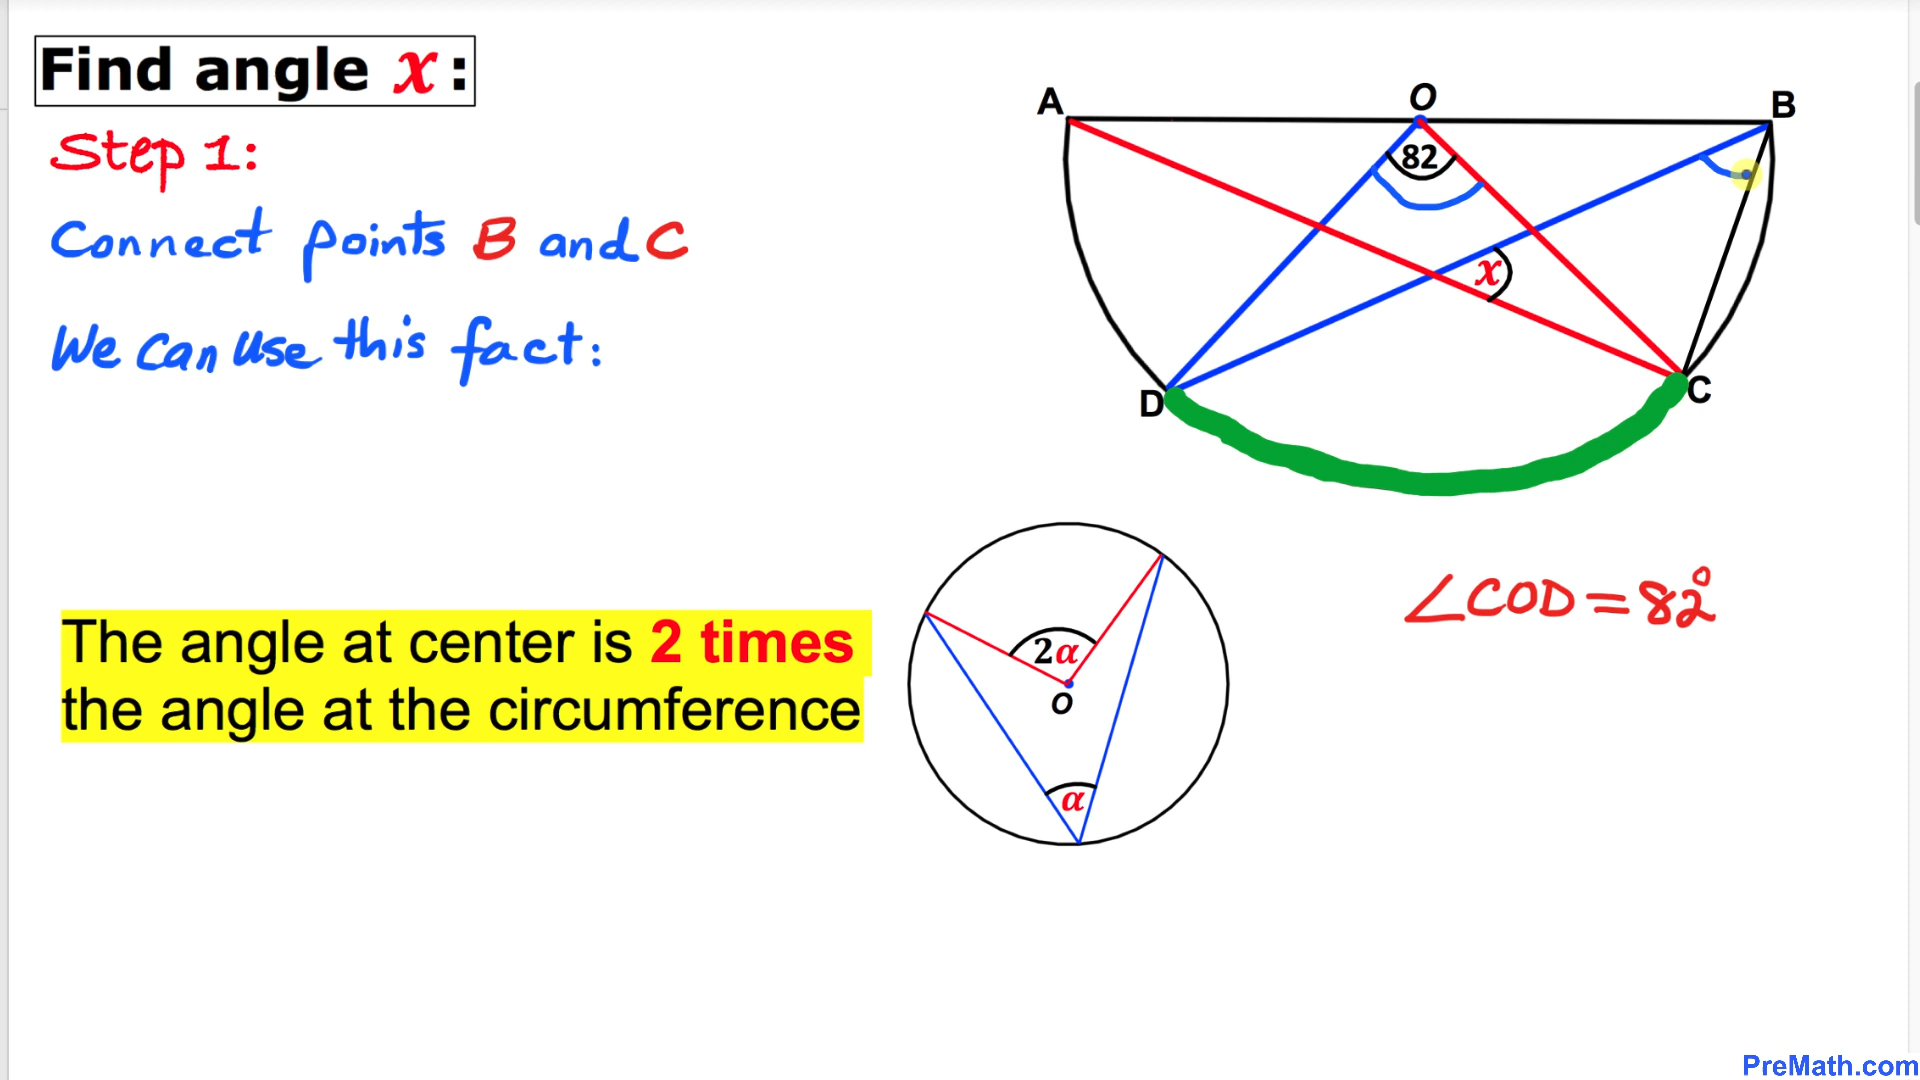 Find angle x:
Step 1:
Connect points B and C
We can use this fact:
A
O
B
82
x
D
C
The angle at center is 2 times
the angle at the circumference
2α
O
α
∠COD = 82°
PreMath.com